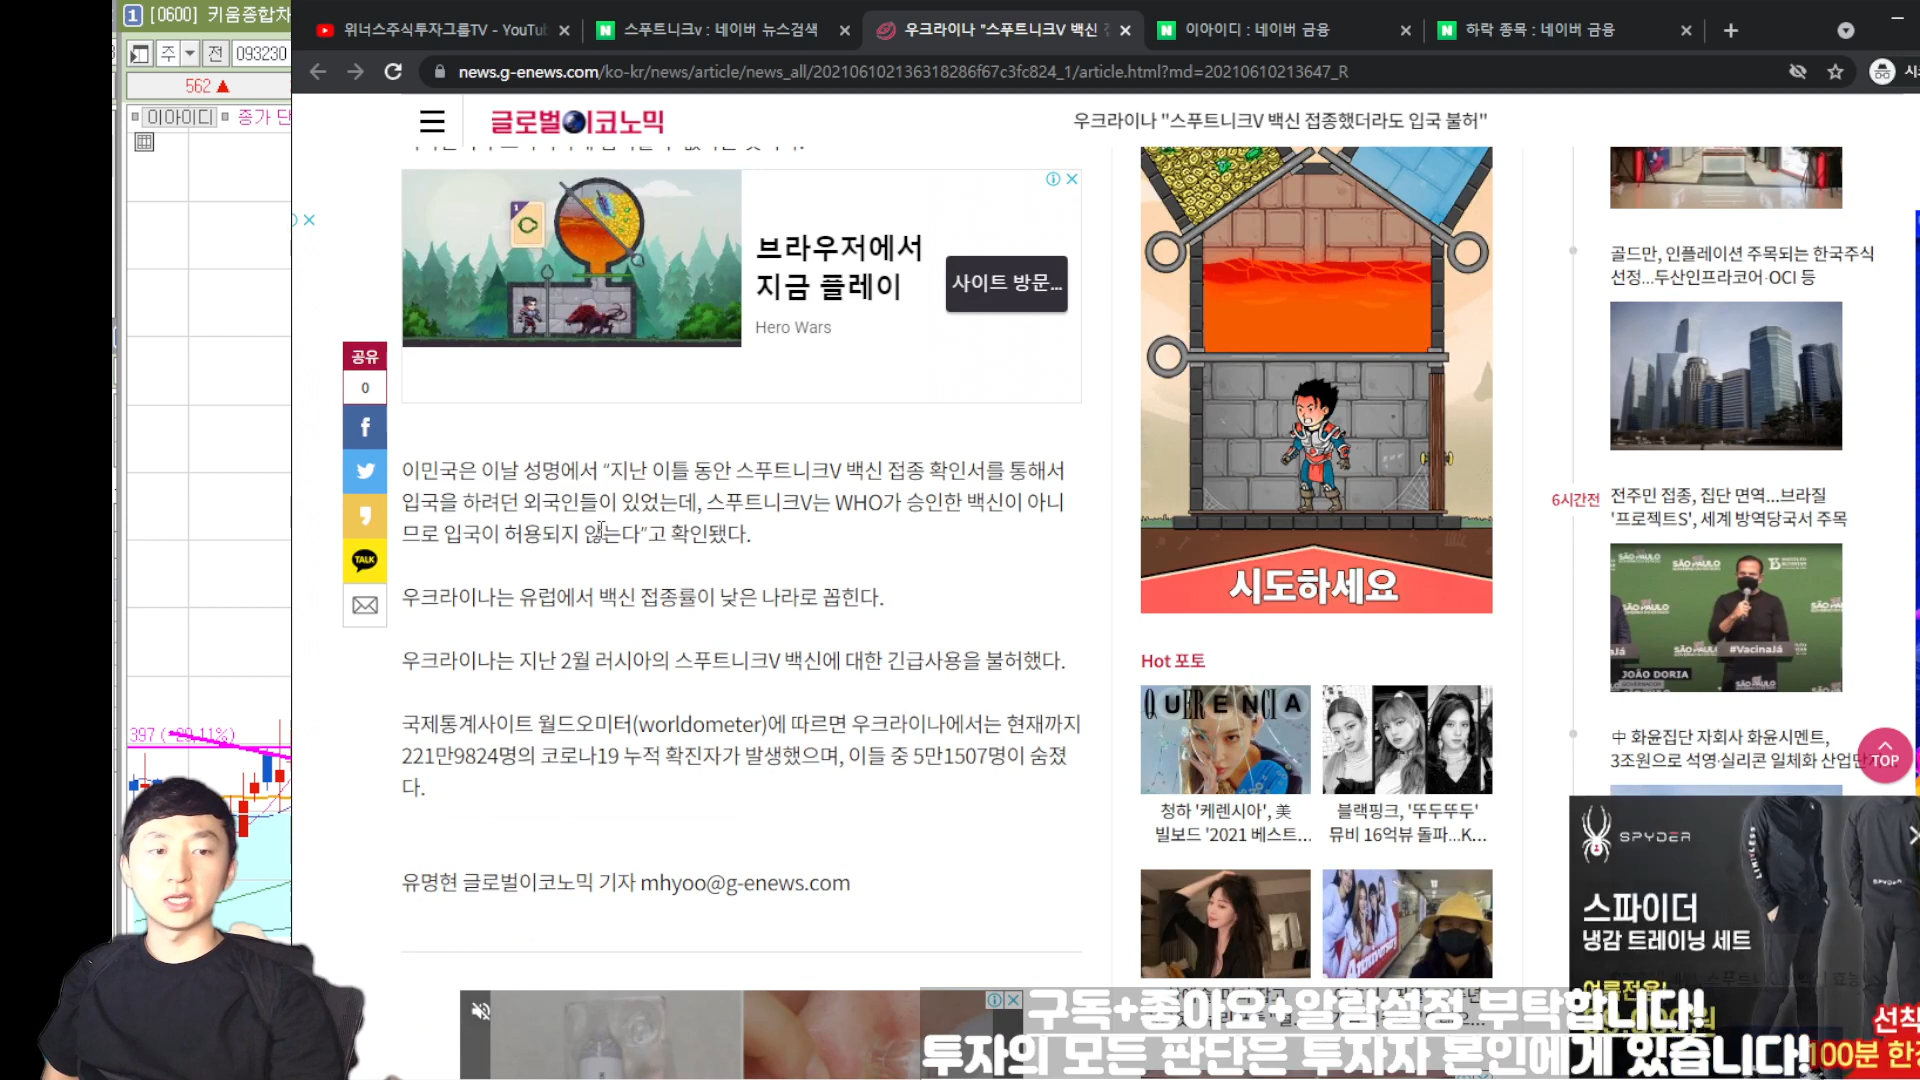 1 [0600] 키움종합차
위너스주식투자그룹TV - YouTub
스푸트니크v : 네이버 뉴스검색
우크라이나 "스푸트니크V 백신
이아이디 : 네이버 금융
하락 종목 : 네이버 금융
주
전
093230
562 ▲
이아이디
종가 단
news.g-enews.com/ko-kr/news/article/news_all/202106102136318286f67c3fc824_1/article.html?md=20210610213647_R
글로벌이코노믹
우크라이나 "스푸트니크V 백신 접종했더라도 입국 불허"
브라우저에서
지금 플레이
사이트 방문...
Hero Wars
공유
0
이민국은 이날 성명에서 “지난 이틀 동안 스푸트니크V 백신 접종 확인서를 통해서
입국을 하려던 외국인들이 있었는데, 스푸트니크V는 WHO가 승인한 백신이 아니
므로 입국이 허용되지 않는다”고 확인됐다.
TALK
우크라이나는 유럽에서 백신 접종률이 낮은 나라로 꼽힌다.
우크라이나는 지난 2월 러시아의 스푸트니크V 백신에 대한 긴급사용을 불허했다.
국제통계사이트 월드오미터(worldometer)에 따르면 우크라이나에서는 현재까지
221만9824명의 코로나19 누적 확진자가 발생했으며, 이들 중 5만1507명이 숨졌
다.
유명현 글로벌이코노믹 기자 mhyoo@g-enews.com
시도하세요
Hot 포토
QUERENCIA
청하 '케렌시아', 美
빌보드 '2021 베스트...
블랙핑크, '뚜두뚜두'
뮤비 16억뷰 돌파...K...
골드만, 인플레이션 주목되는 한국주식
선정...두산인프라코어·OCI 등
6시간전
전주민 접종, 집단 면역...브라질
'프로젝트S', 세계 방역당국서 주목
SÃO PAULO
#VacinaJá
JOÃO DORIA
中 화윤집단 자회사 화윤시멘트,
3조원으로 석영·실리콘 일체화 산업단
TOP
SPYDER
스파이더
냉감 트레이닝 세트
구독+좋아요+알람설정 부탁합니다!
투자의 모든 판단은 투자자 본인에게 있습니다!
선착
100분 한